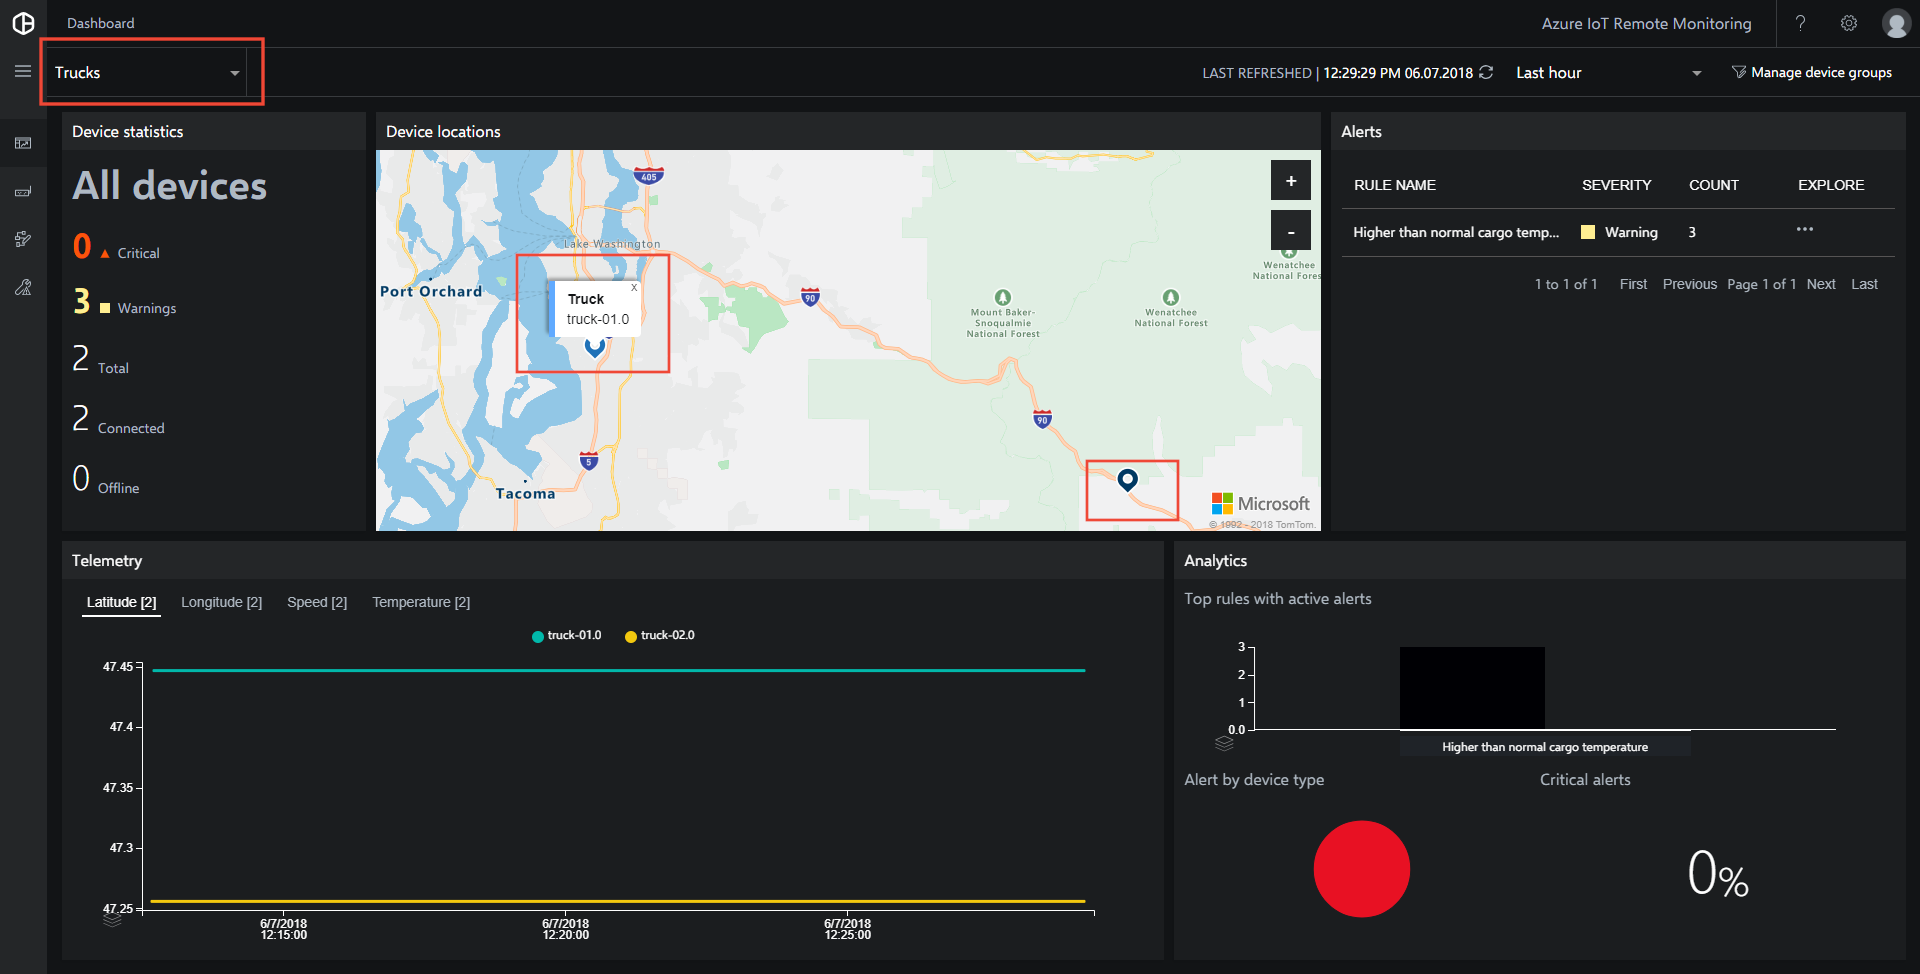 Dashboard
Azure IoT Remote Monitoring
?
Trucks
LAST REFRESHED | 12:29:29 PM 06.07.2018
Last hour
Manage device groups
Device statistics
All devices
0 Critical
3 Warnings
2 Total
2 Connected
0 Offline
Device locations
405
Lake Washington
Port Orchard
Truck
x
truck-01.0
90
Mount Baker-
Snoqualmie
National Forest
Wenatchee
National Forest
Wenatchee
National Fores
90
5
Tacoma
+
-
Microsoft
© 1992 - 2018 TomTom.
Alerts
RULE NAME SEVERITY COUNT EXPLORE
Higher than normal cargo temp... Warning 3 ...
1 to 1 of 1 First Previous Page 1 of 1 Next Last
Telemetry
Latitude [2] Longitude [2] Speed [2] Temperature [2]
truck-01.0 truck-02.0
47.45
47.4
47.35
47.3
47.25
6/7/2018
12:15:00
6/7/2018
12:20:00
6/7/2018
12:25:00
Analytics
Top rules with active alerts
3
2
1
0.0
Higher than normal cargo temperature
Alert by device type
Critical alerts
0%